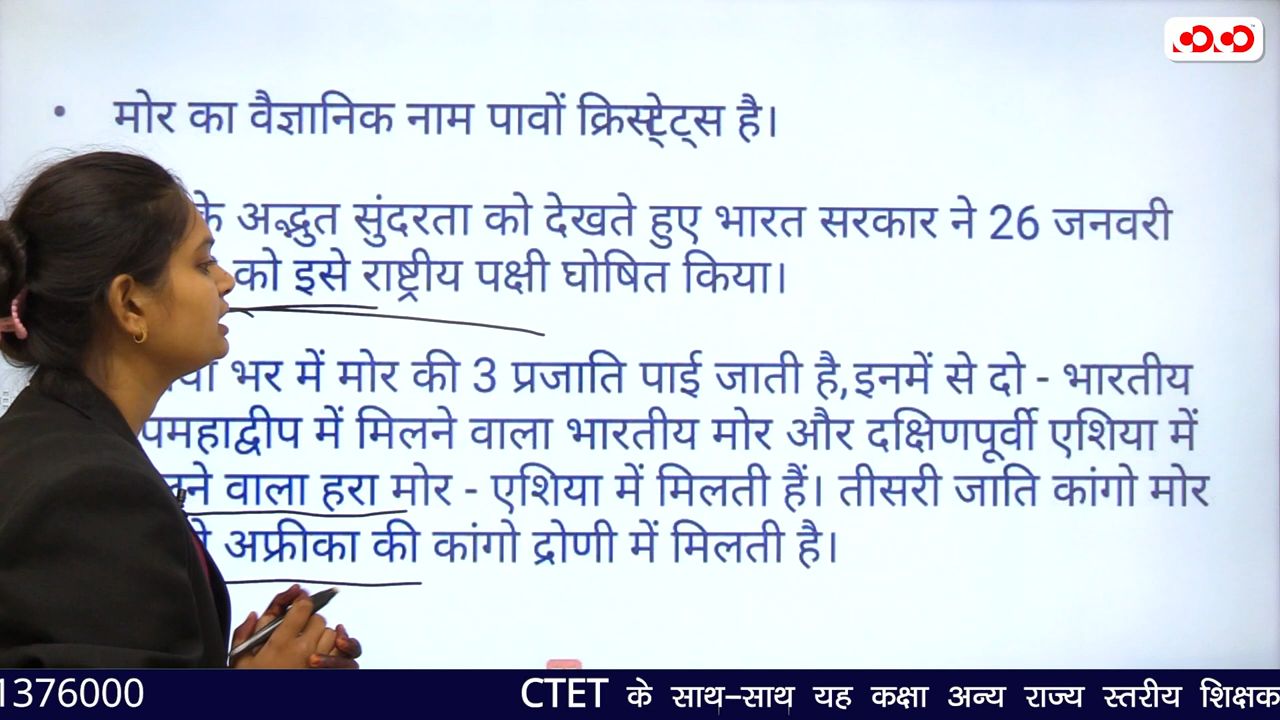 • मोर का वैज्ञानिक नाम पावों क्रिस्टेट्स है।
के अद्भुत सुंदरता को देखते हुए भारत सरकार ने 26 जनवरी
को इसे राष्ट्रीय पक्षी घोषित किया।
भर में मोर की 3 प्रजाति पाई जाती है,इनमें से दो - भारतीय
पमहाद्वीप में मिलने वाला भारतीय मोर और दक्षिणपूर्वी एशिया में
वाला हरा मोर - एशिया में मिलती हैं। तीसरी जाति कांगो मोर
अफ्रीका की कांगो द्रोणी में मिलती है।
1376000 CTET के साथ-साथ यह कक्षा अन्य राज्य स्तरीय शिक्षक